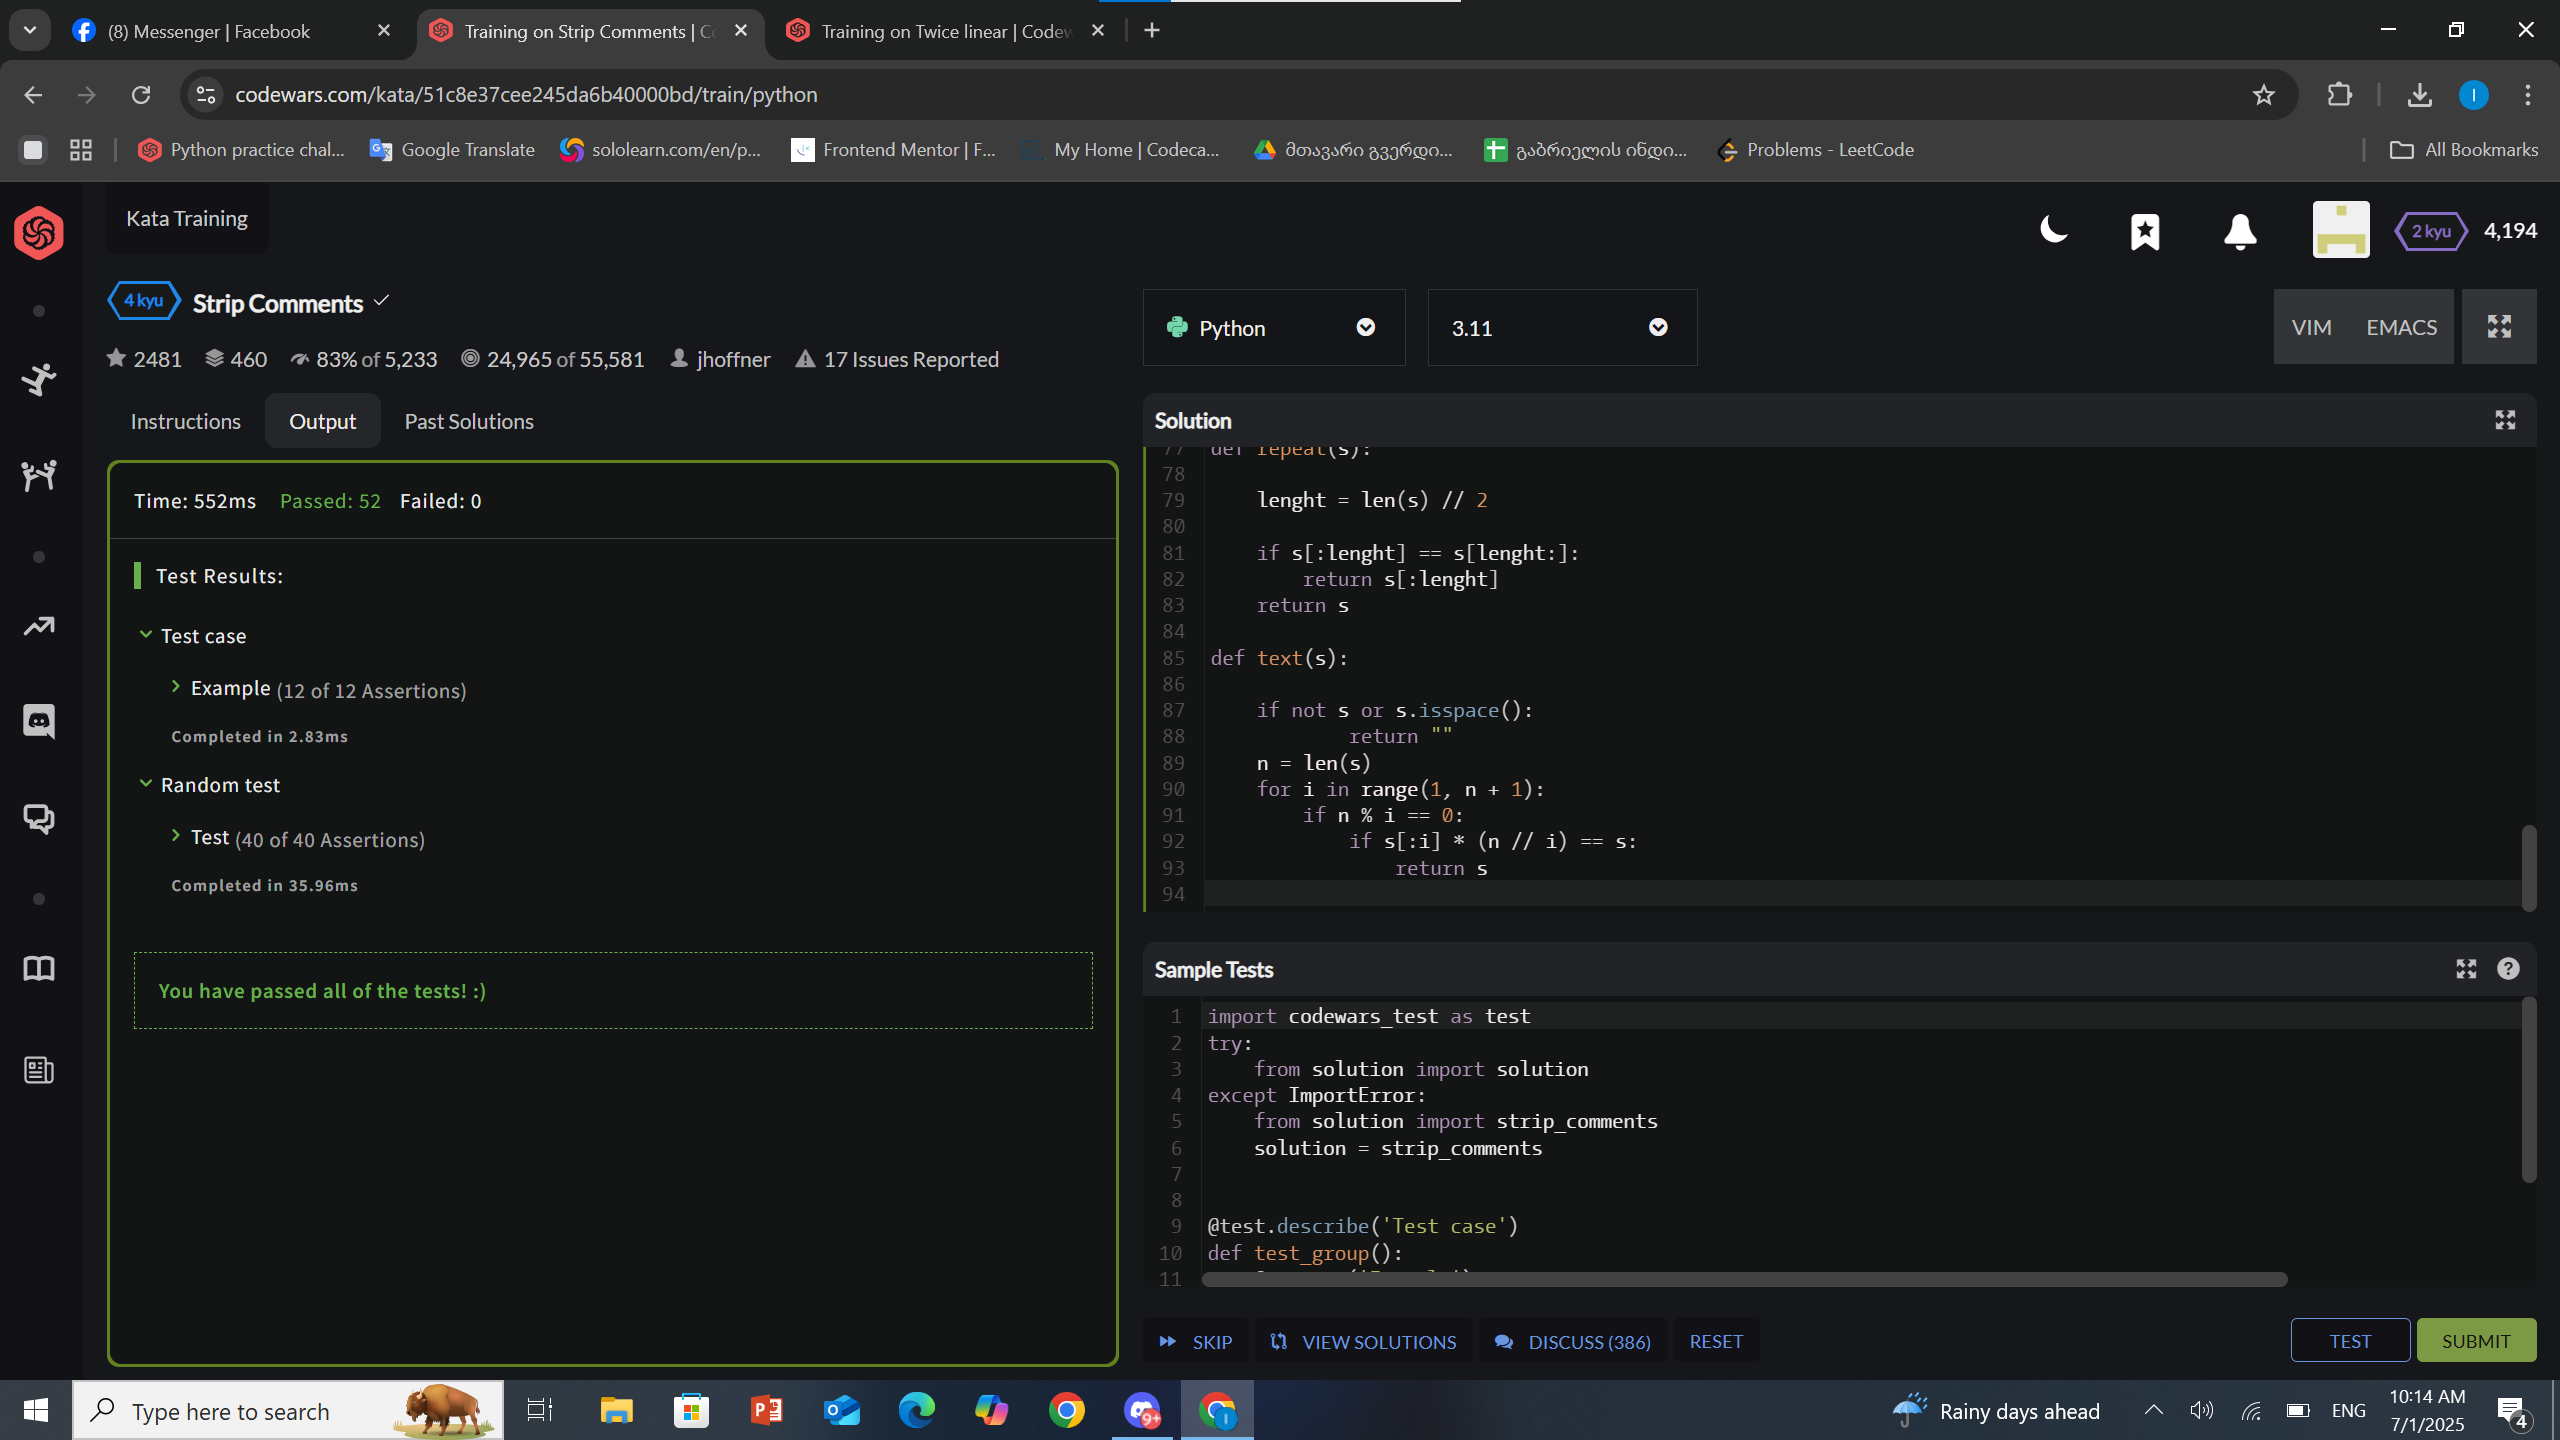 (8) Messenger | Facebook
Training on Strip Comments | C
Training on Twice linear | Codew
codewars.com/kata/51c8e37cee245da6b40000bd/train/python
Python practice chal...
Google Translate
sololearn.com/en/p...
Frontend Mentor | F...
My Home | Codeca...
მთავარი გვერდი...
გაბრიელის ინდი...
Problems - LeetCode
All Bookmarks
Kata Training
2 kyu
4,194
4 kyu
Strip Comments
2481
460
83% of 5,233
24,965 of 55,581
jhoffner
17 Issues Reported
Python
3.11
VIM
EMACS
Instructions
Output
Past Solutions
Time: 552ms Passed: 52 Failed: 0
Test Results:
Test case
Example (12 of 12 Assertions)
Completed in 2.83ms
Random test
Test (40 of 40 Assertions)
Completed in 35.96ms
You have passed all of the tests! :)
Solution
77 def repeat(s):
78
79 lenght = len(s) // 2
80
81 if s[:lenght] == s[lenght:]:
82 return s[:lenght]
83 return s
84
85 def text(s):
86
87 if not s or s.isspace():
88 return ""
89 n = len(s)
90 for i in range(1, n + 1):
91 if n % i == 0:
92 if s[:i] * (n // i) == s:
93 return s
94
Sample Tests
1 import codewars_test as test
2 try:
3 from solution import solution
4 except ImportError:
5 from solution import strip_comments
6 solution = strip_comments
7
8
9 @test.describe('Test case')
10 def test_group():
11
SKIP
VIEW SOLUTIONS
DISCUSS (386)
RESET
TEST
SUBMIT
Type here to search
9+
Rainy days ahead
ENG
10:14 AM
7/1/2025
4